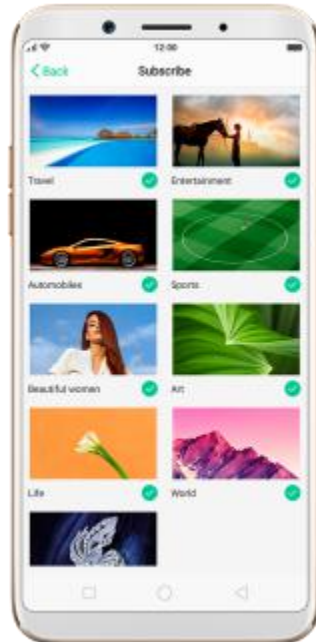 12:00
Back
Subscribe
Travel
Entertainment
Automobiles
Sports
Beautiful women
Art
Life
World